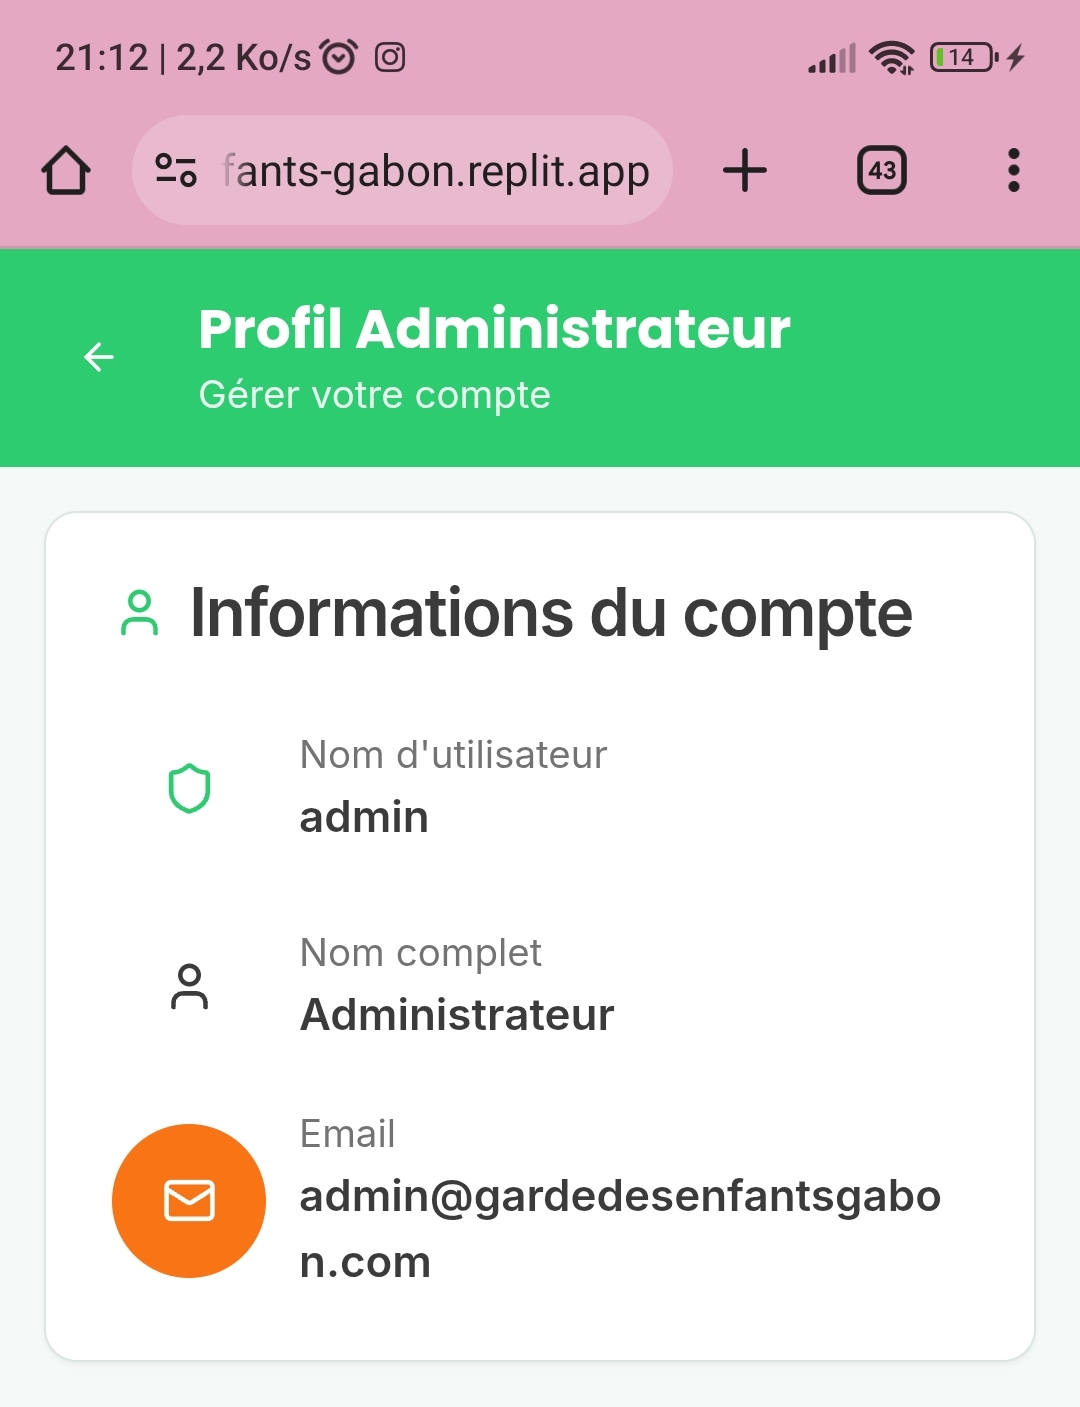 21:12 | 2,2 Ko/s
14
fants-gabon.replit.app
43
Profil Administrateur
Gérer votre compte
Informations du compte
Nom d'utilisateur
admin
Nom complet
Administrateur
Email
admin@gardedesenfantsgabo
n.com